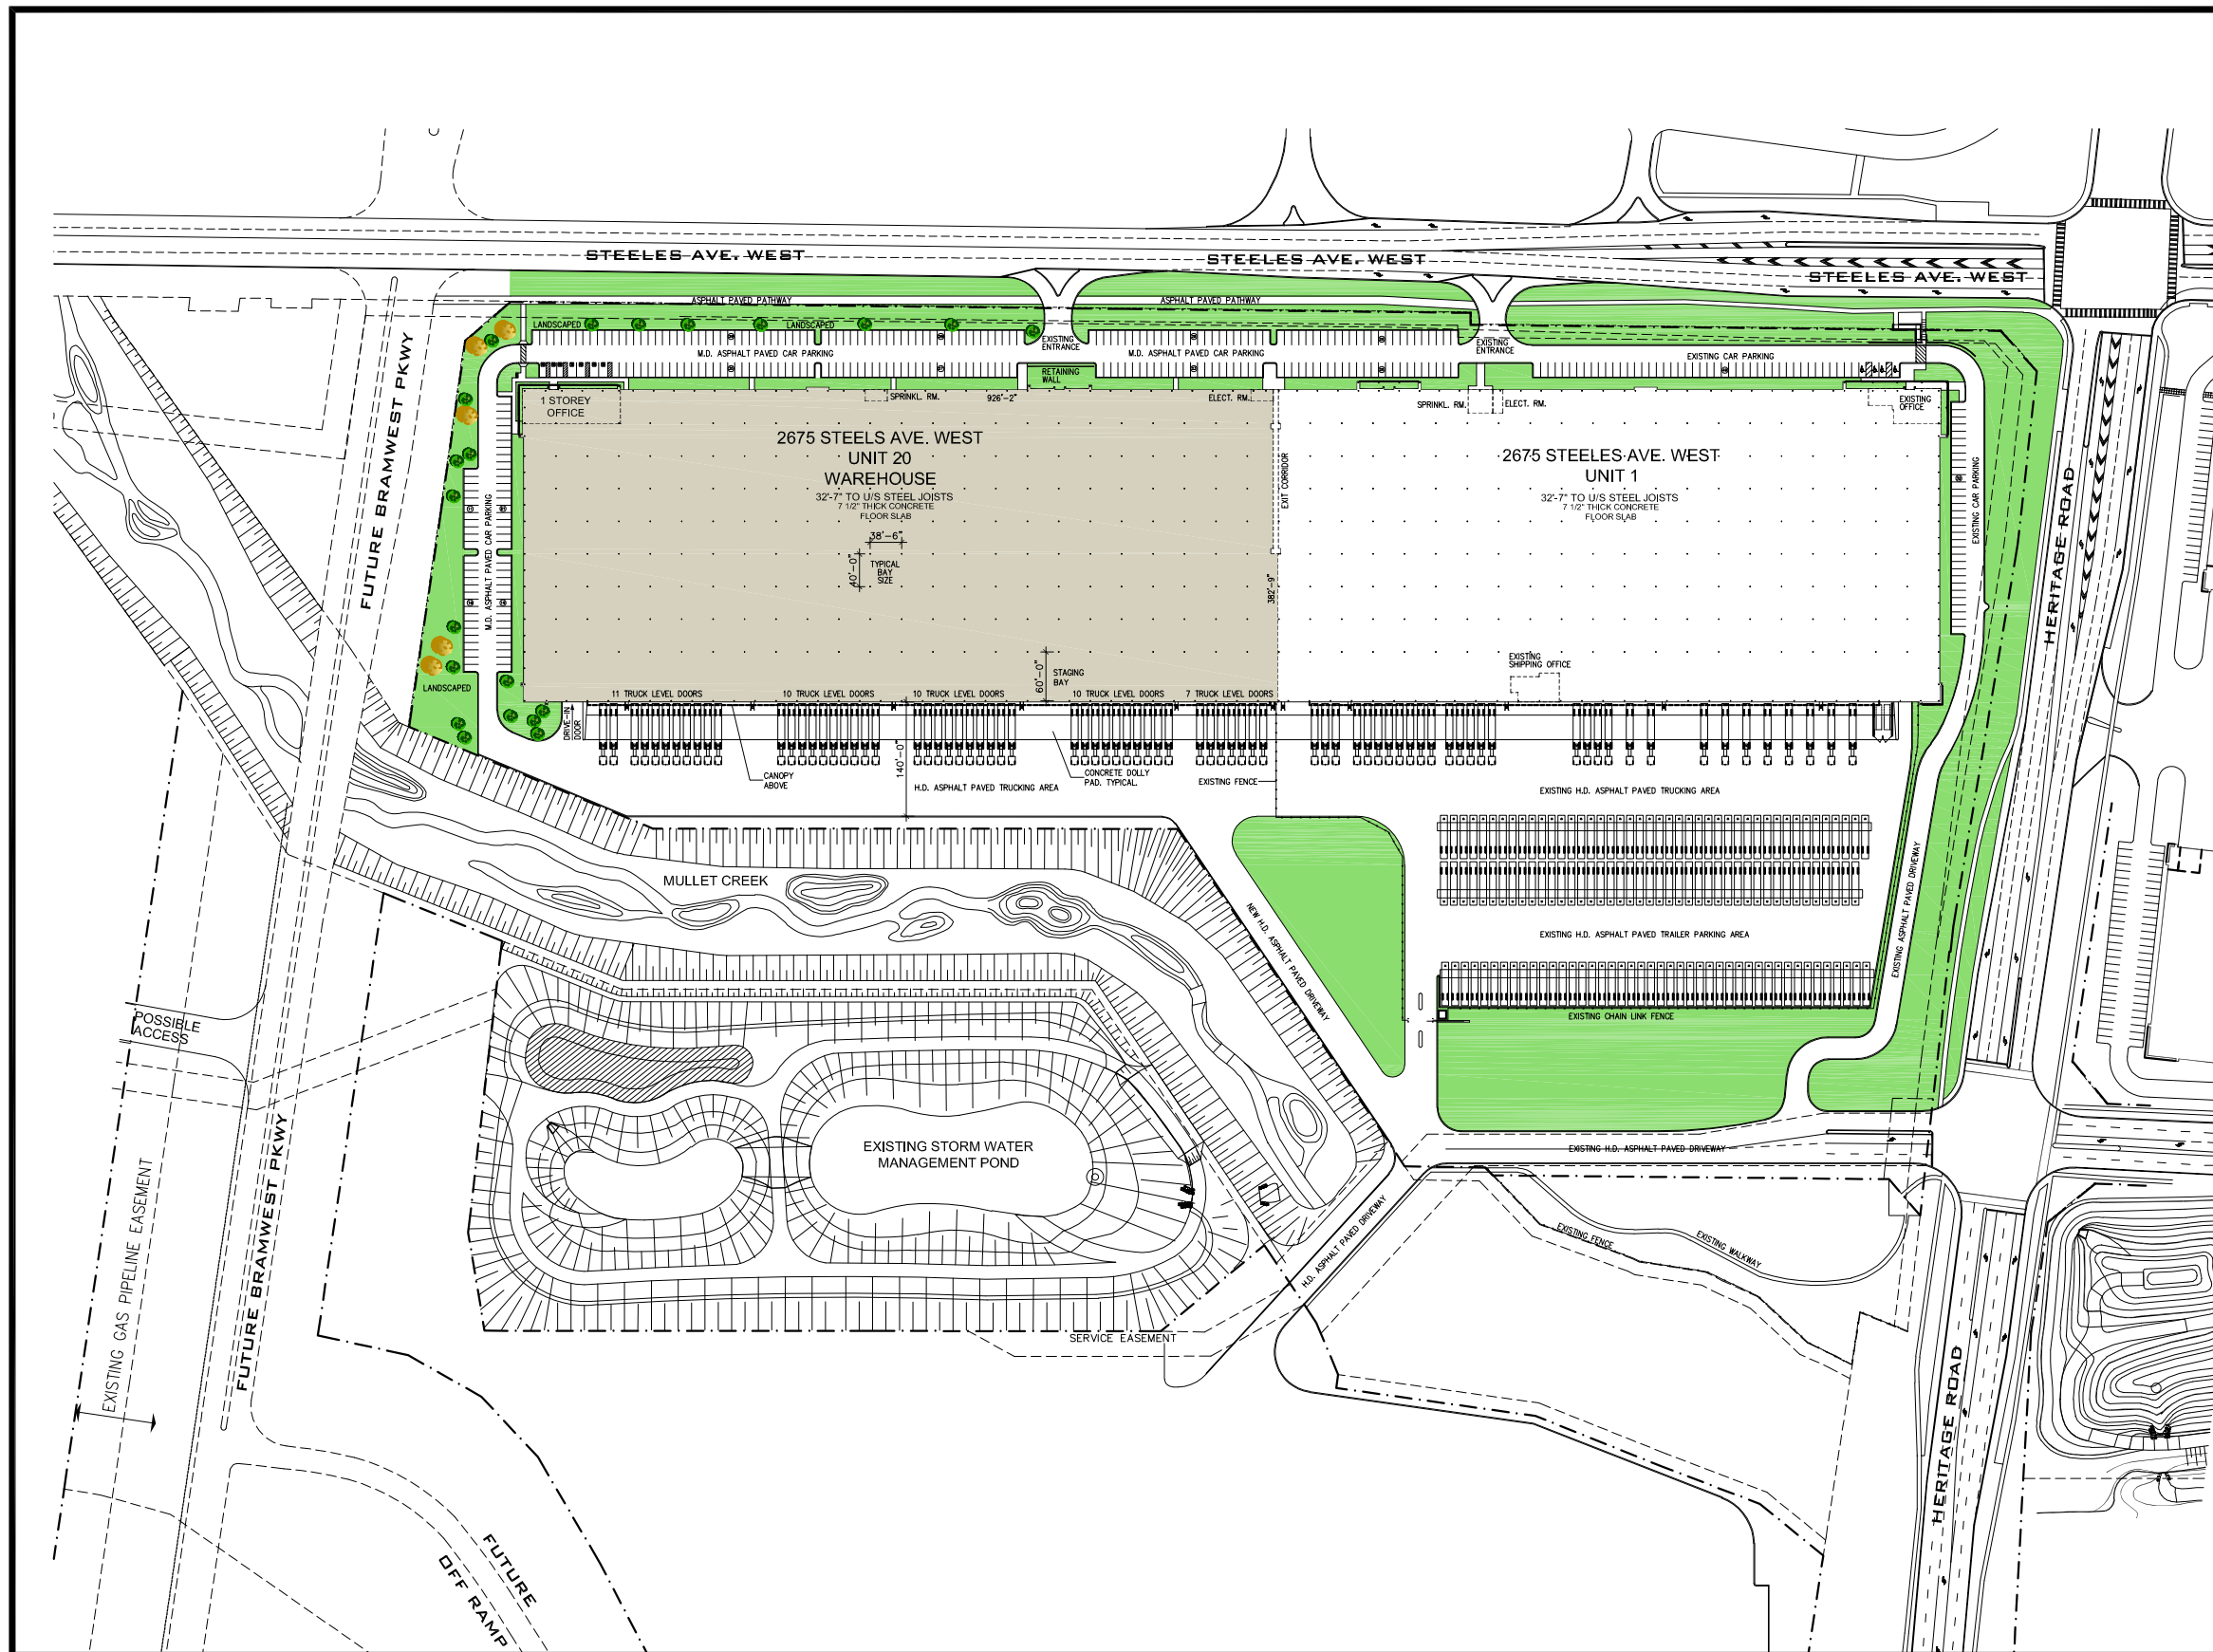 STEELES AVE. WEST
STEELES AVE. WEST
STEELES AVE. WEST
ASPHALT PAVED PATHWAY
ASPHALT PAVED PATHWAY
LANDSCAPED
LANDSCAPED
EXISTING
ENTRANCE
EXISTING
ENTRANCE
M.D. ASPHALT PAVED CAR PARKING
M.D. ASPHALT PAVED CAR PARKING
EXISTING CAR PARKING
RETAINING
WALL
1 STOREY
OFFICE
SPRINKL. RM.
926'-2"
ELECT. RM.
SPRINKL. RM.
ELECT. RM.
EXISTING
OFFICE
2675 STEELS AVE. WEST
UNIT 20
WAREHOUSE
32'-7" TO U/S STEEL JOISTS
7 1/2" THICK CONCRETE
FLOOR SLAB
38'-6"
40'-0"
TYPICAL
BAY
SIZE
2675 STEELES AVE. WEST
UNIT 1
32'-7" TO U/S STEEL JOISTS
7 1/2" THICK CONCRETE
FLOOR SLAB
EXIT CORRIDOR
382'-9"
FUTURE BRAMWEST PKWY
M.D. ASPHALT PAVED CAR PARKING
EXISTING CAR PARKING
HERITAGE ROAD
LANDSCAPED
60'-0"
STAGING
BAY
EXISTING
SHIPPING OFFICE
11 TRUCK LEVEL DOORS
10 TRUCK LEVEL DOORS
10 TRUCK LEVEL DOORS
10 TRUCK LEVEL DOORS
7 TRUCK LEVEL DOORS
DRIVE-IN
DOOR
140'-0"
CANOPY
ABOVE
H.D. ASPHALT PAVED TRUCKING AREA
CONCRETE DOLLY
PAD. TYPICAL.
EXISTING FENCE
EXISTING H.D. ASPHALT PAVED TRUCKING AREA
MULLET CREEK
NEW H.D. ASPHALT PAVED DRIVEWAY
EXISTING H.D. ASPHALT PAVED TRAILER PARKING AREA
EXISTING ASPHALT PAVED DRIVEWAY
EXISTING CHAIN LINK FENCE
POSSIBLE
ACCESS
EXISTING STORM WATER
MANAGEMENT POND
EXISTING H.D. ASPHALT PAVED DRIVEWAY
EXISTING GAS PIPELINE EASEMENT
FUTURE BRAMWEST PKWY
H.D. ASPHALT PAVED DRIVEWAY
EXISTING FENCE
EXISTING WALKWAY
SERVICE EASEMENT
HERITAGE ROAD
FUTURE
OFF RAMP